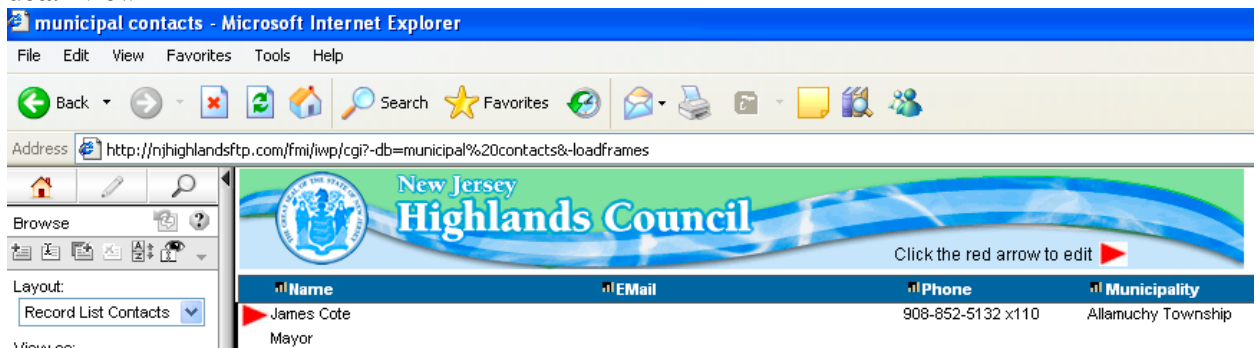 municipal contacts - Microsoft Internet Explorer
File Edit View Favorites Tools Help
Back Search Favorites
Address http://njhighlandsftp.com/fmi/iwp/cgi?-db=municipal%20contacts&-loadframes
New Jersey
Highlands Council
Browse
Click the red arrow to edit
Layout:
Name EMail Phone Municipality
Record List Contacts
James Cote 908-852-5132 x110 Allamuchy Township
Mayor